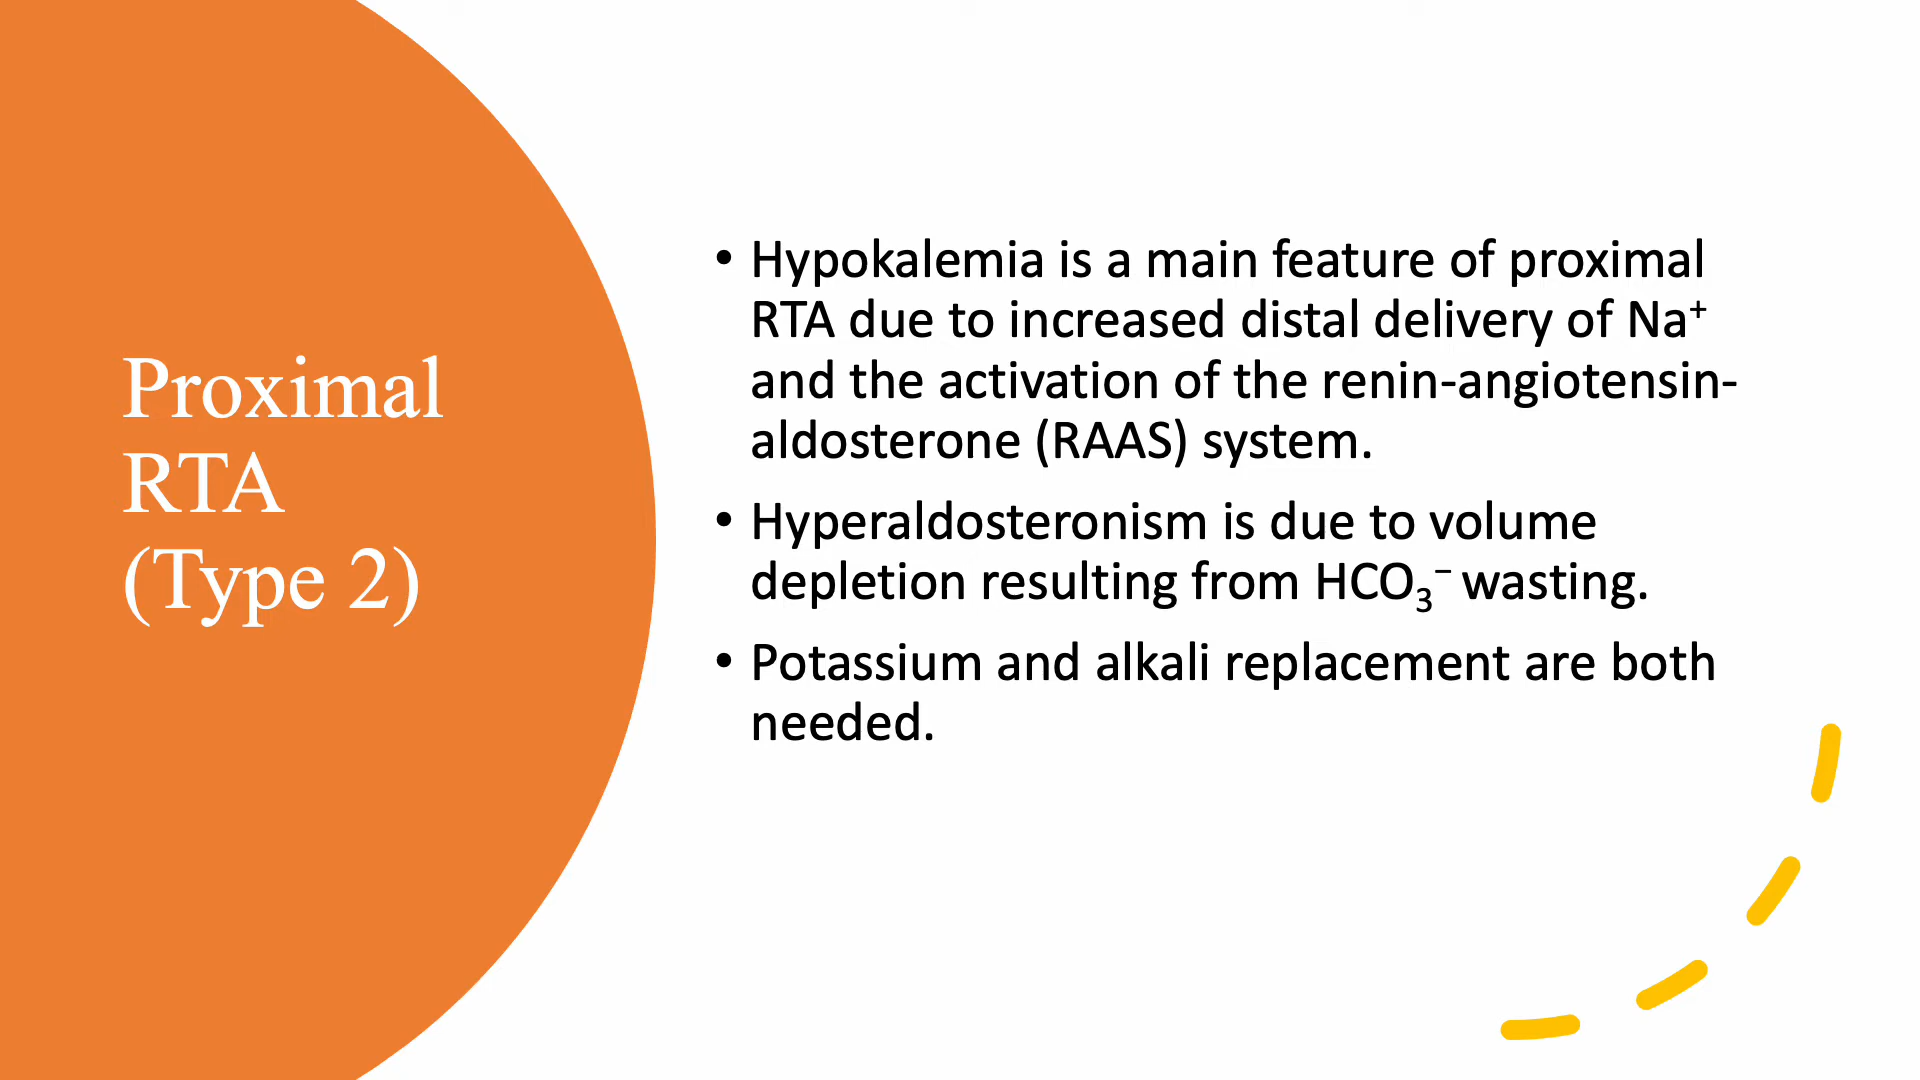 Proximal
RTA
(Type 2)
• Hypokalemia is a main feature of proximal
RTA due to increased distal delivery of Na⁺
and the activation of the renin-angiotensin-
aldosterone (RAAS) system.
• Hyperaldosteronism is due to volume
depletion resulting from HCO₃⁻ wasting.
• Potassium and alkali replacement are both
needed.